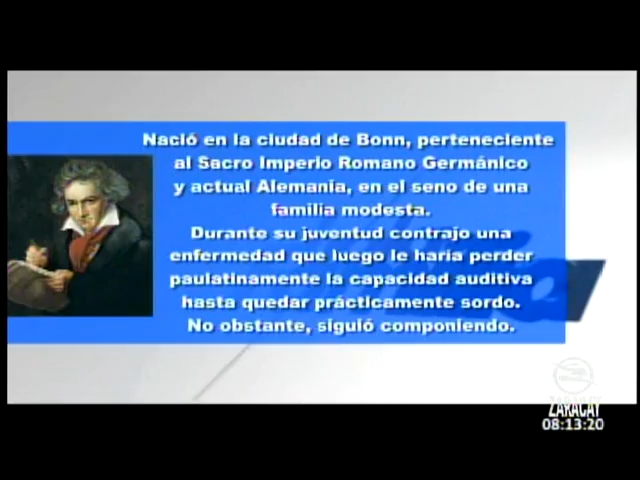 Nació en la ciudad de Bonn, perteneciente
al Sacro Imperio Romano Germánico
y actual Alemania, en el seno de una
familia modesta.
Durante su juventud contrajo una
enfermedad que luego le haría perder
paulatinamente la capacidad auditiva
hasta quedar prácticamente sordo.
No obstante, siguió componiendo.
ZARACAY
08:13:20